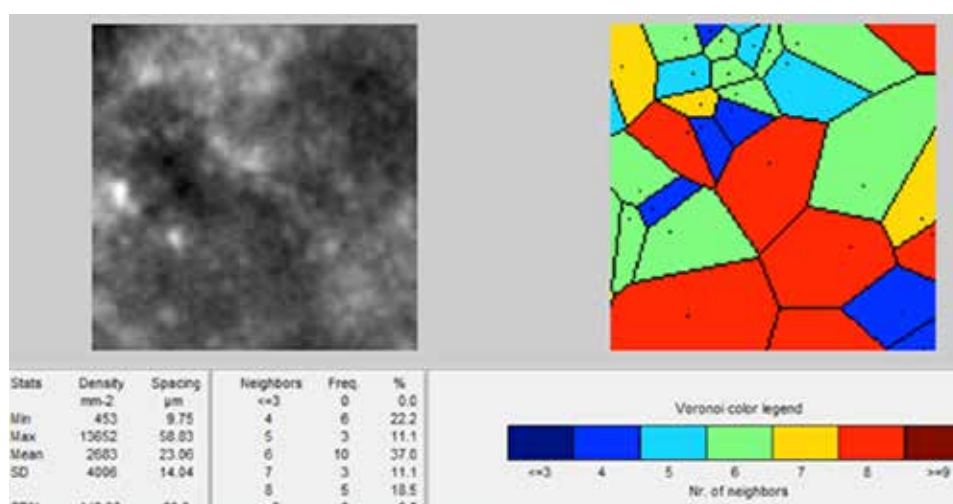 Stats Density Spacing Neighbors Freq. %
mm-2 µm <=3 0 0.0
Min 453 9.75 4 6 22.2
Max 13652 58.83 5 3 11.1
Mean 2683 23.06 6 10 37.0
SD 4006 14.04 7 3 11.1
8 5 18.5
Voronoi color legend
<=3 4 5 6 7 8 >=9
Nr. of neighbors